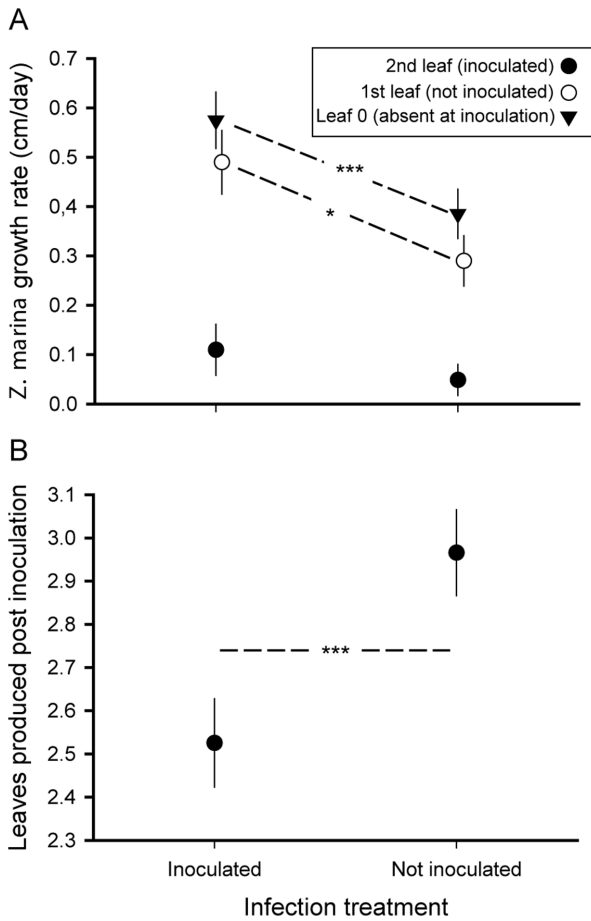 A
2nd leaf (inoculated)
1st leaf (not inoculated)
Leaf 0 (absent at inoculation)
Z. marina growth rate (cm/day)
0.7
0.6
0.5
0,4
0.3
0.2
0.1
0.0
***
*
B
Leaves produced post inoculation
3.1
3.0
2.9
2.8
2.7
2.6
2.5
2.4
2.3
***
Inoculated
Not inoculated
Infection treatment